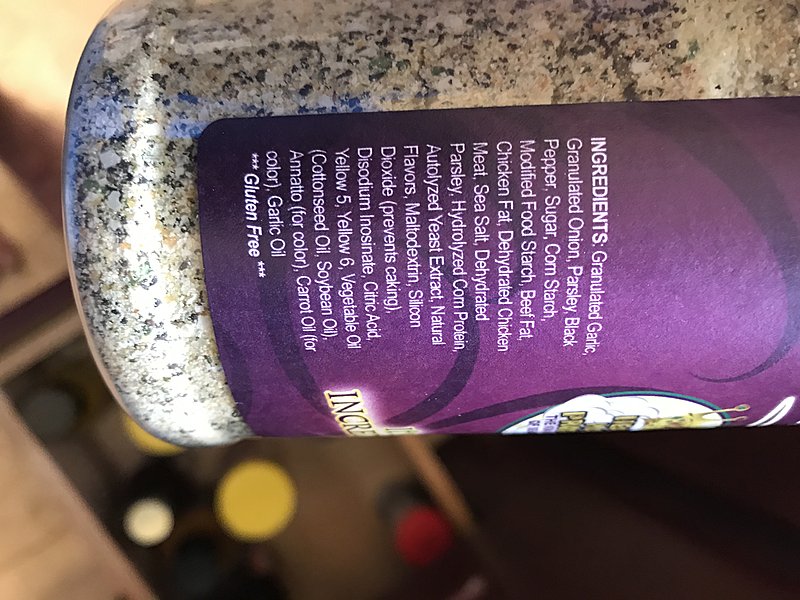 INGREDIENTS: Granulated Garlic,
Granulated Onion, Parsley, Black
Pepper, Sugar, Corn Starch,
Modified Food Starch, Beef Fat,
Chicken Fat, Dehydrated Chicken
Meat, Sea Salt, Dehydrated
Parsley, Hydrolyzed Corn Protein,
Autolyzed Yeast Extract, Natural
Flavors, Maltodextrin, Silicon
Dioxide (prevents caking),
Disodium Inosinate, Citric Acid,
Yellow 5, Yellow 6, Vegetable Oil
(Cottonseed Oil, Soybean Oil),
Annatto (for color), Carrot Oil (for
color), Garlic Oil
*** Gluten Free ***